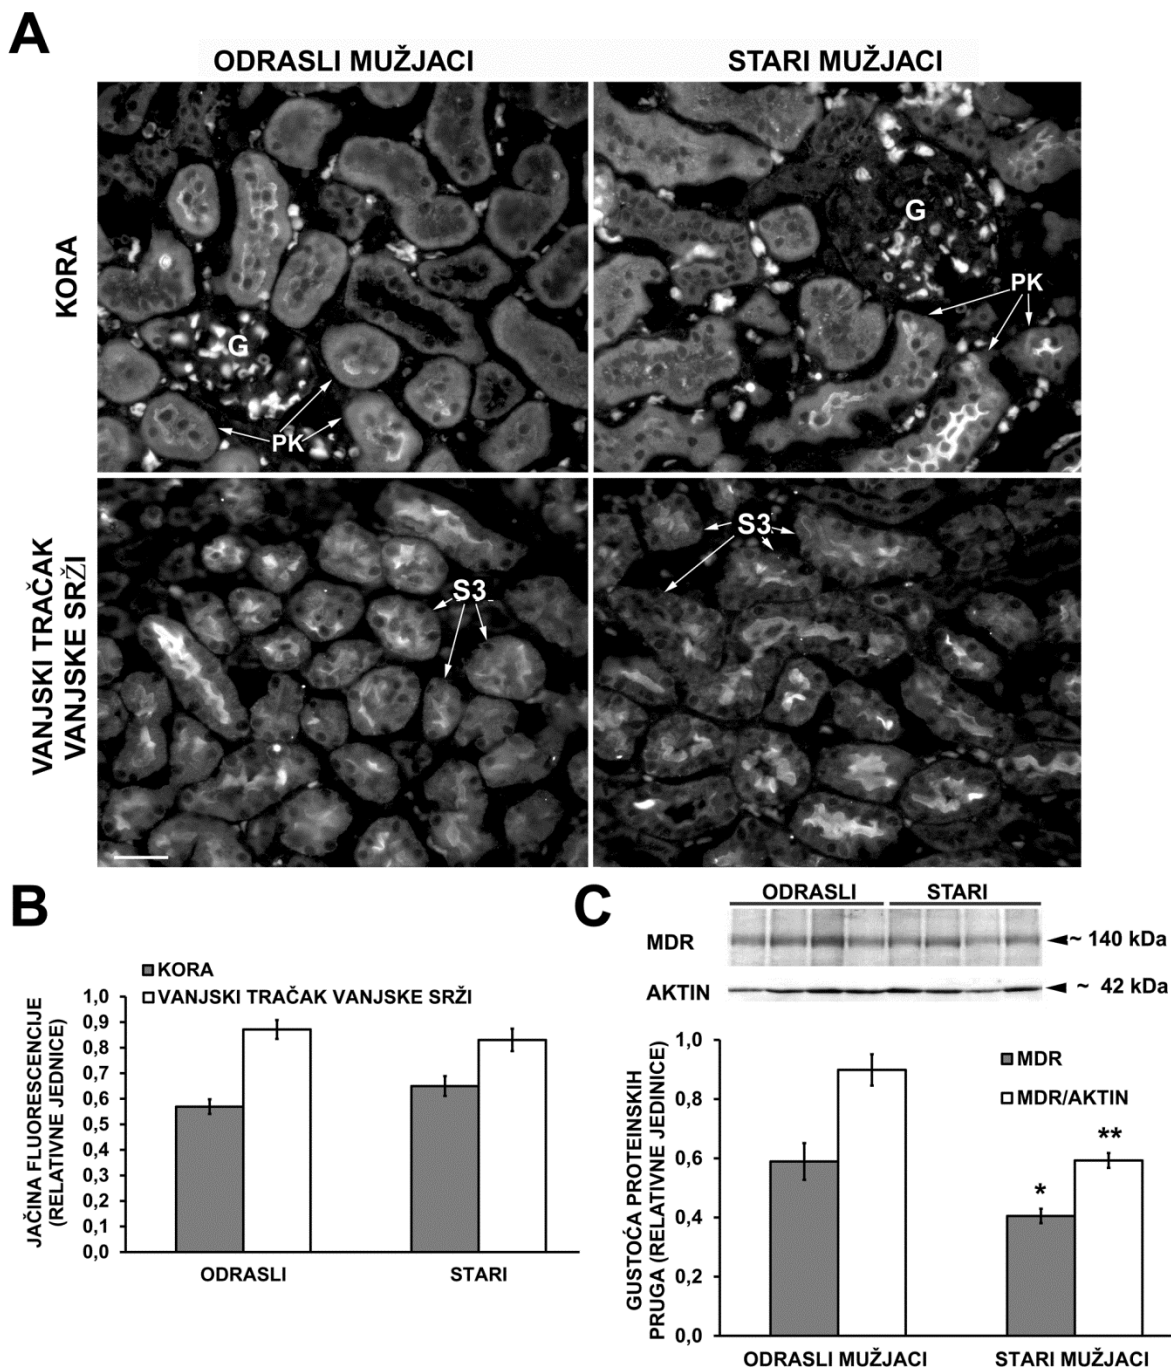 A
ODRASLI MUŽJACI
STARI MUŽJACI
KORA
G
PK
G
PK
VANJSKI TRAČAK
VANJSKE SRŽI
S3
S3
B
KORA
VANJSKI TRAČAK VANJSKE SRŽI
JAČINA FLUORESCENCIJE
(RELATIVNE JEDNICE)
1,0
0,9
0,8
0,7
0,6
0,5
0,4
0,3
0,2
0,1
0,0
ODRASLI
STARI
C
ODRASLI
STARI
MDR
~ 140 kDa
AKTIN
~ 42 kDa
GUSTOĆA PROTEINSKIH
PRUGA (RELATIVNE JEDINICE)
1,0
0,8
0,6
0,4
0,2
0,0
MDR
MDR/AKTIN
*
**
ODRASLI MUŽJACI
STARI MUŽJACI